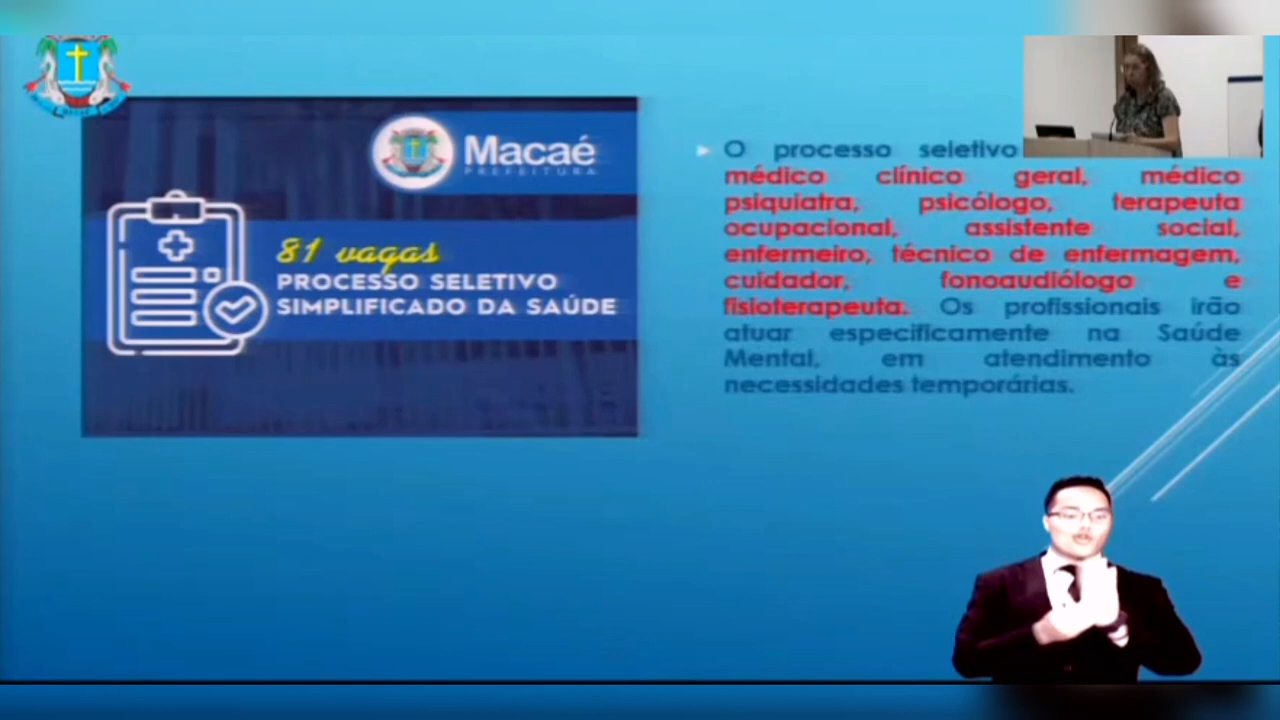 Macaé
PREFEITURA
81 vagas
PROCESSO SELETIVO
SIMPLIFICADO DA SAÚDE
O processo seletivo
médico clínico geral, médico
psiquiatra, psicólogo, terapeuta
ocupacional, assistente social,
enfermeiro, técnico de enfermagem,
cuidador, fonoaudiólogo e
fisioterapeuta. Os profissionais irão
atuar especificamente na Saúde
Mental, em atendimento às
necessidades temporárias.